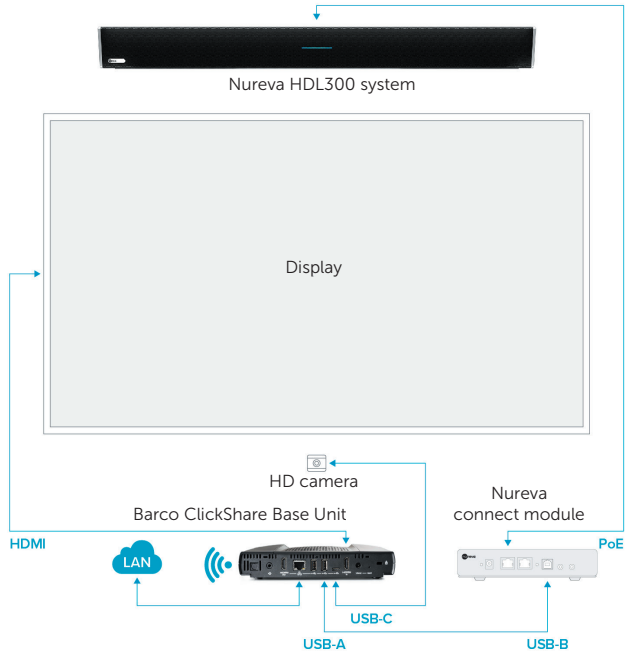 Nureva HDL300 system
Display
HD camera
Barco ClickShare Base Unit
Nureva
connect module
HDMI
LAN
PoE
USB-C
USB-A
USB-B